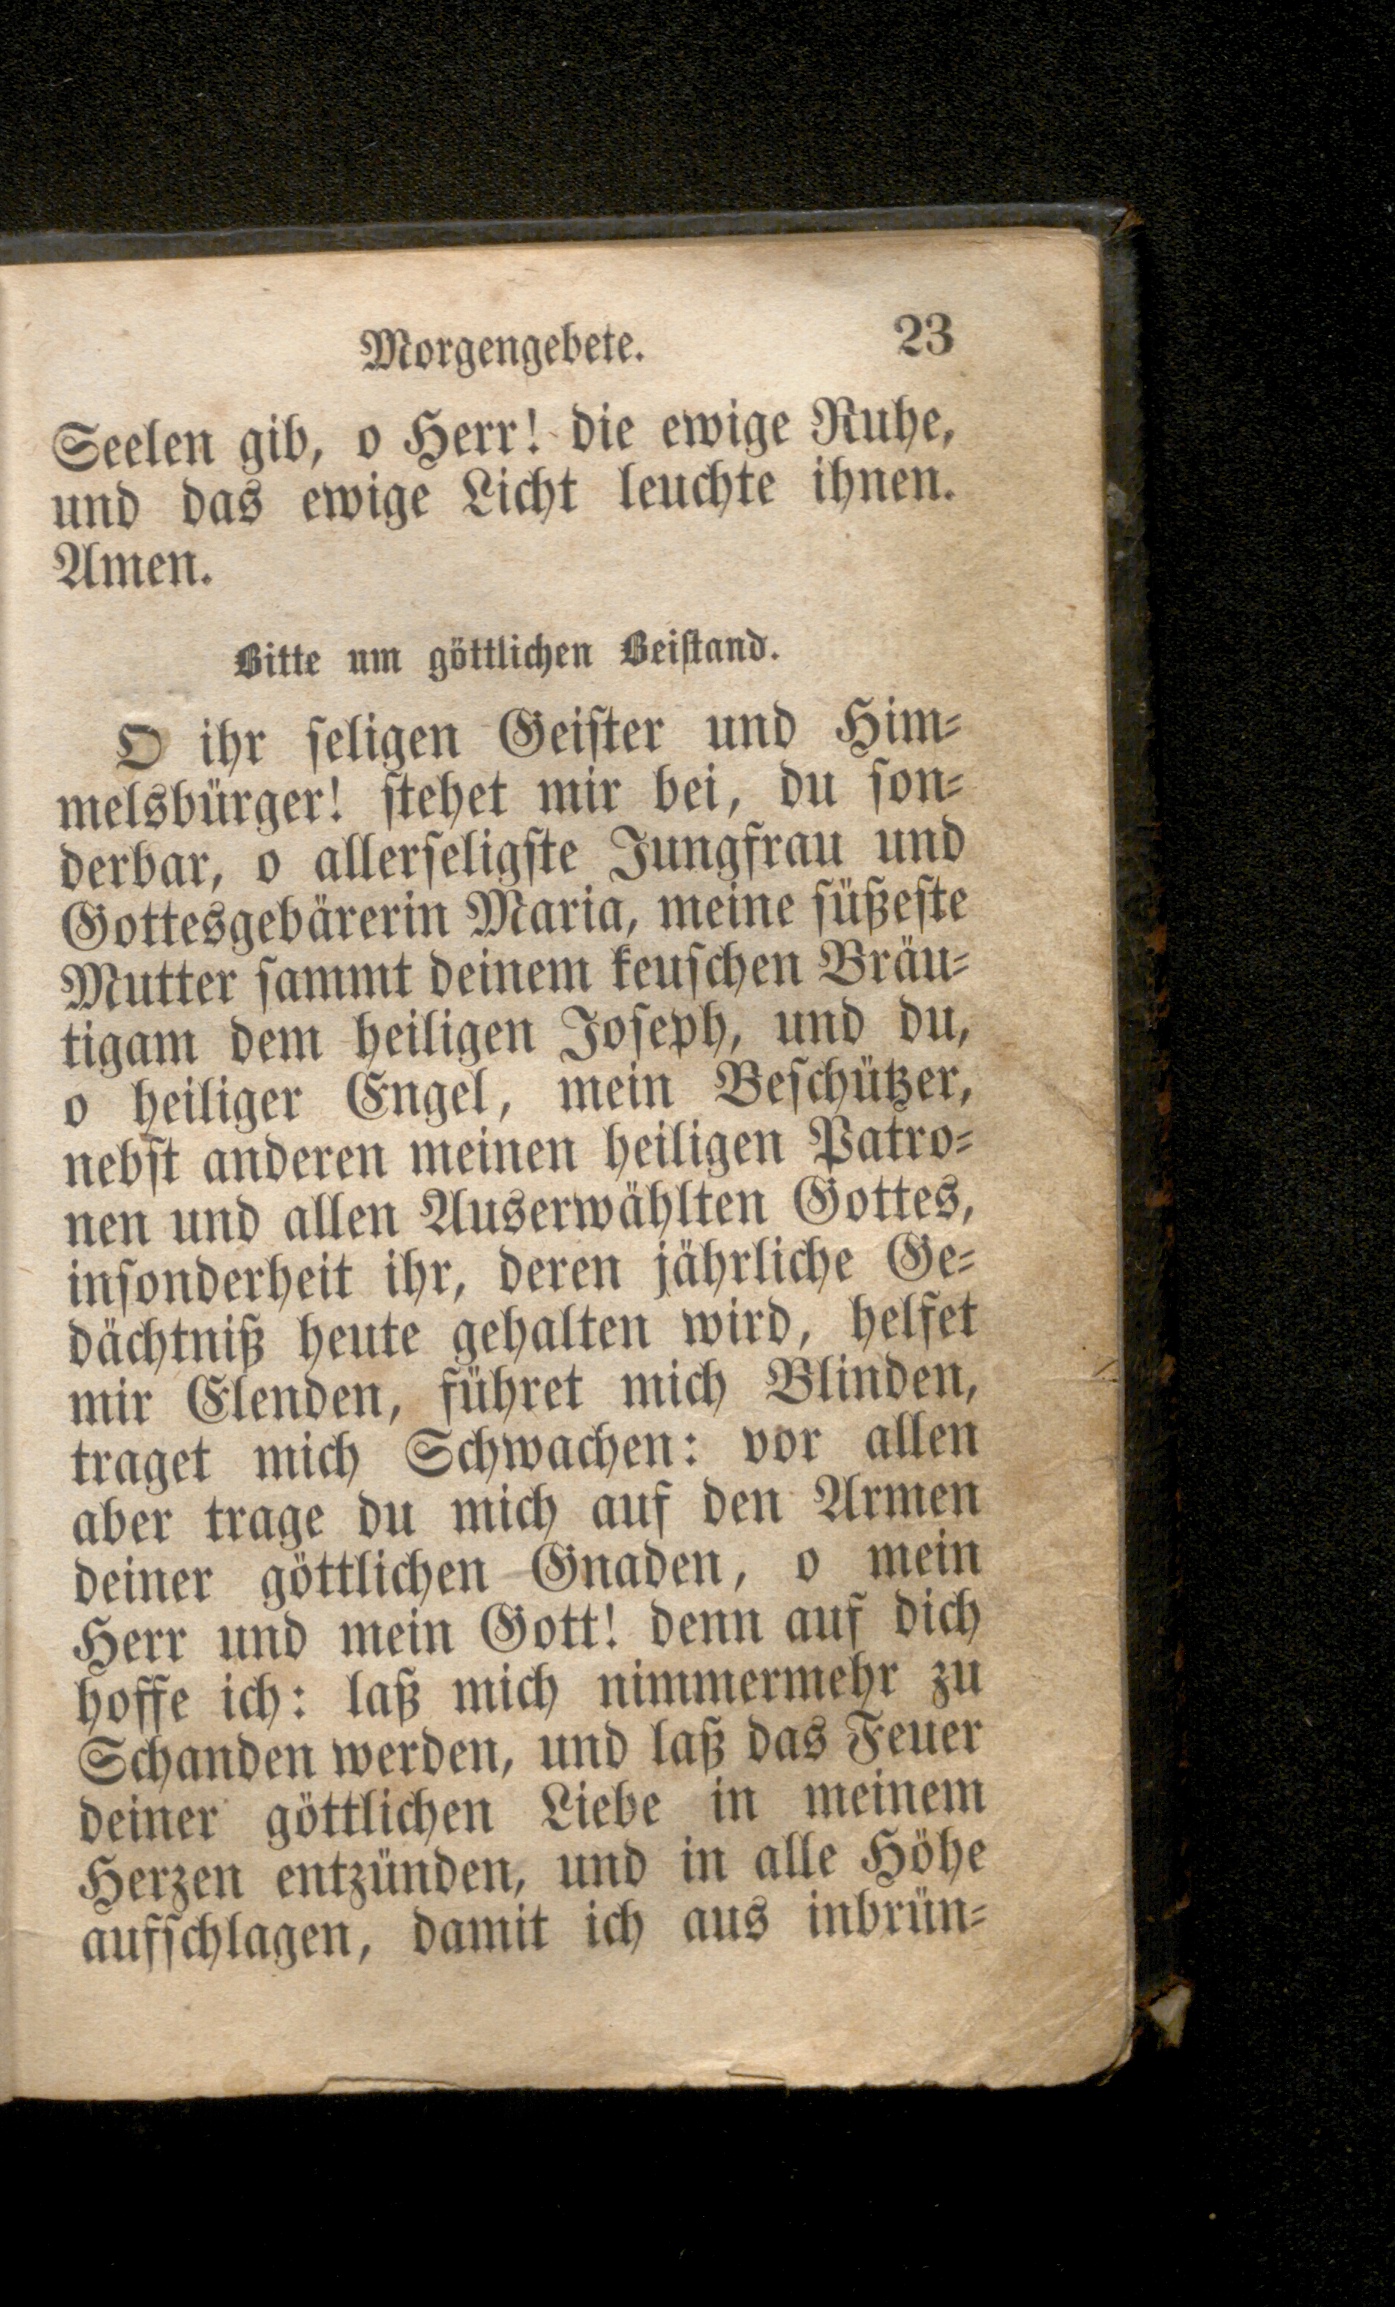 Morgengebete. 23
Seelen gib, o Herr! die ewige Ruhe,
und das ewige Licht leuchte ihnen.
Amen.
Bitte um göttlichen Beiſtand.
O ihr ſeligen Geiſter und Him-
melsbürger! ſtehet mir bei, du ſon-
derbar, o allerſeligſte Jungfrau und
Gottesgebärerin Maria, meine ſüßeſte
Mutter ſammt deinem keuſchen Bräu-
tigam dem heiligen Joſeph, und du,
o heiliger Engel, mein Beſchützer,
nebſt anderen meinen heiligen Patro-
nen und allen Auserwählten Gottes,
inſonderheit ihr, deren jährliche Ge-
dächtniß heute gehalten wird, helfet
mir Elenden, führet mich Blinden,
traget mich Schwachen: vor allen
aber trage du mich auf den Armen
deiner göttlichen Gnaden, o mein
Herr und mein Gott! denn auf dich
hoffe ich: laß mich nimmermehr zu
Schanden werden, und laß das Feuer
deiner göttlichen Liebe in meinem
Herzen entzünden, und in alle Höhe
aufſchlagen, damit ich aus inbrün-